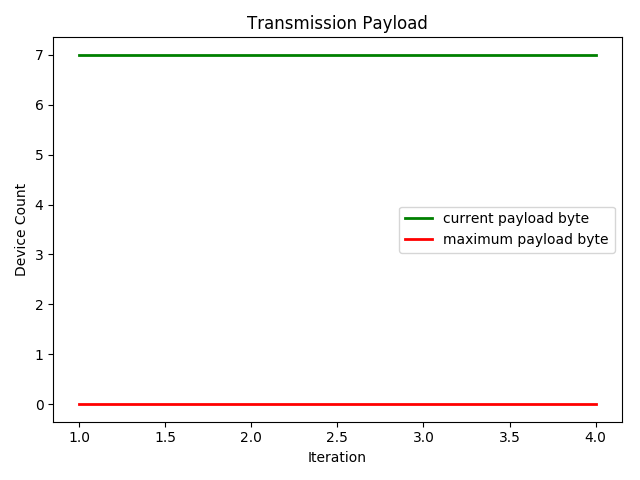 Transmission Payload
7
6
5
4
3
2
1
0
Device Count
current payload byte
maximum payload byte
1.0 1.5 2.0 2.5 3.0 3.5 4.0
Iteration